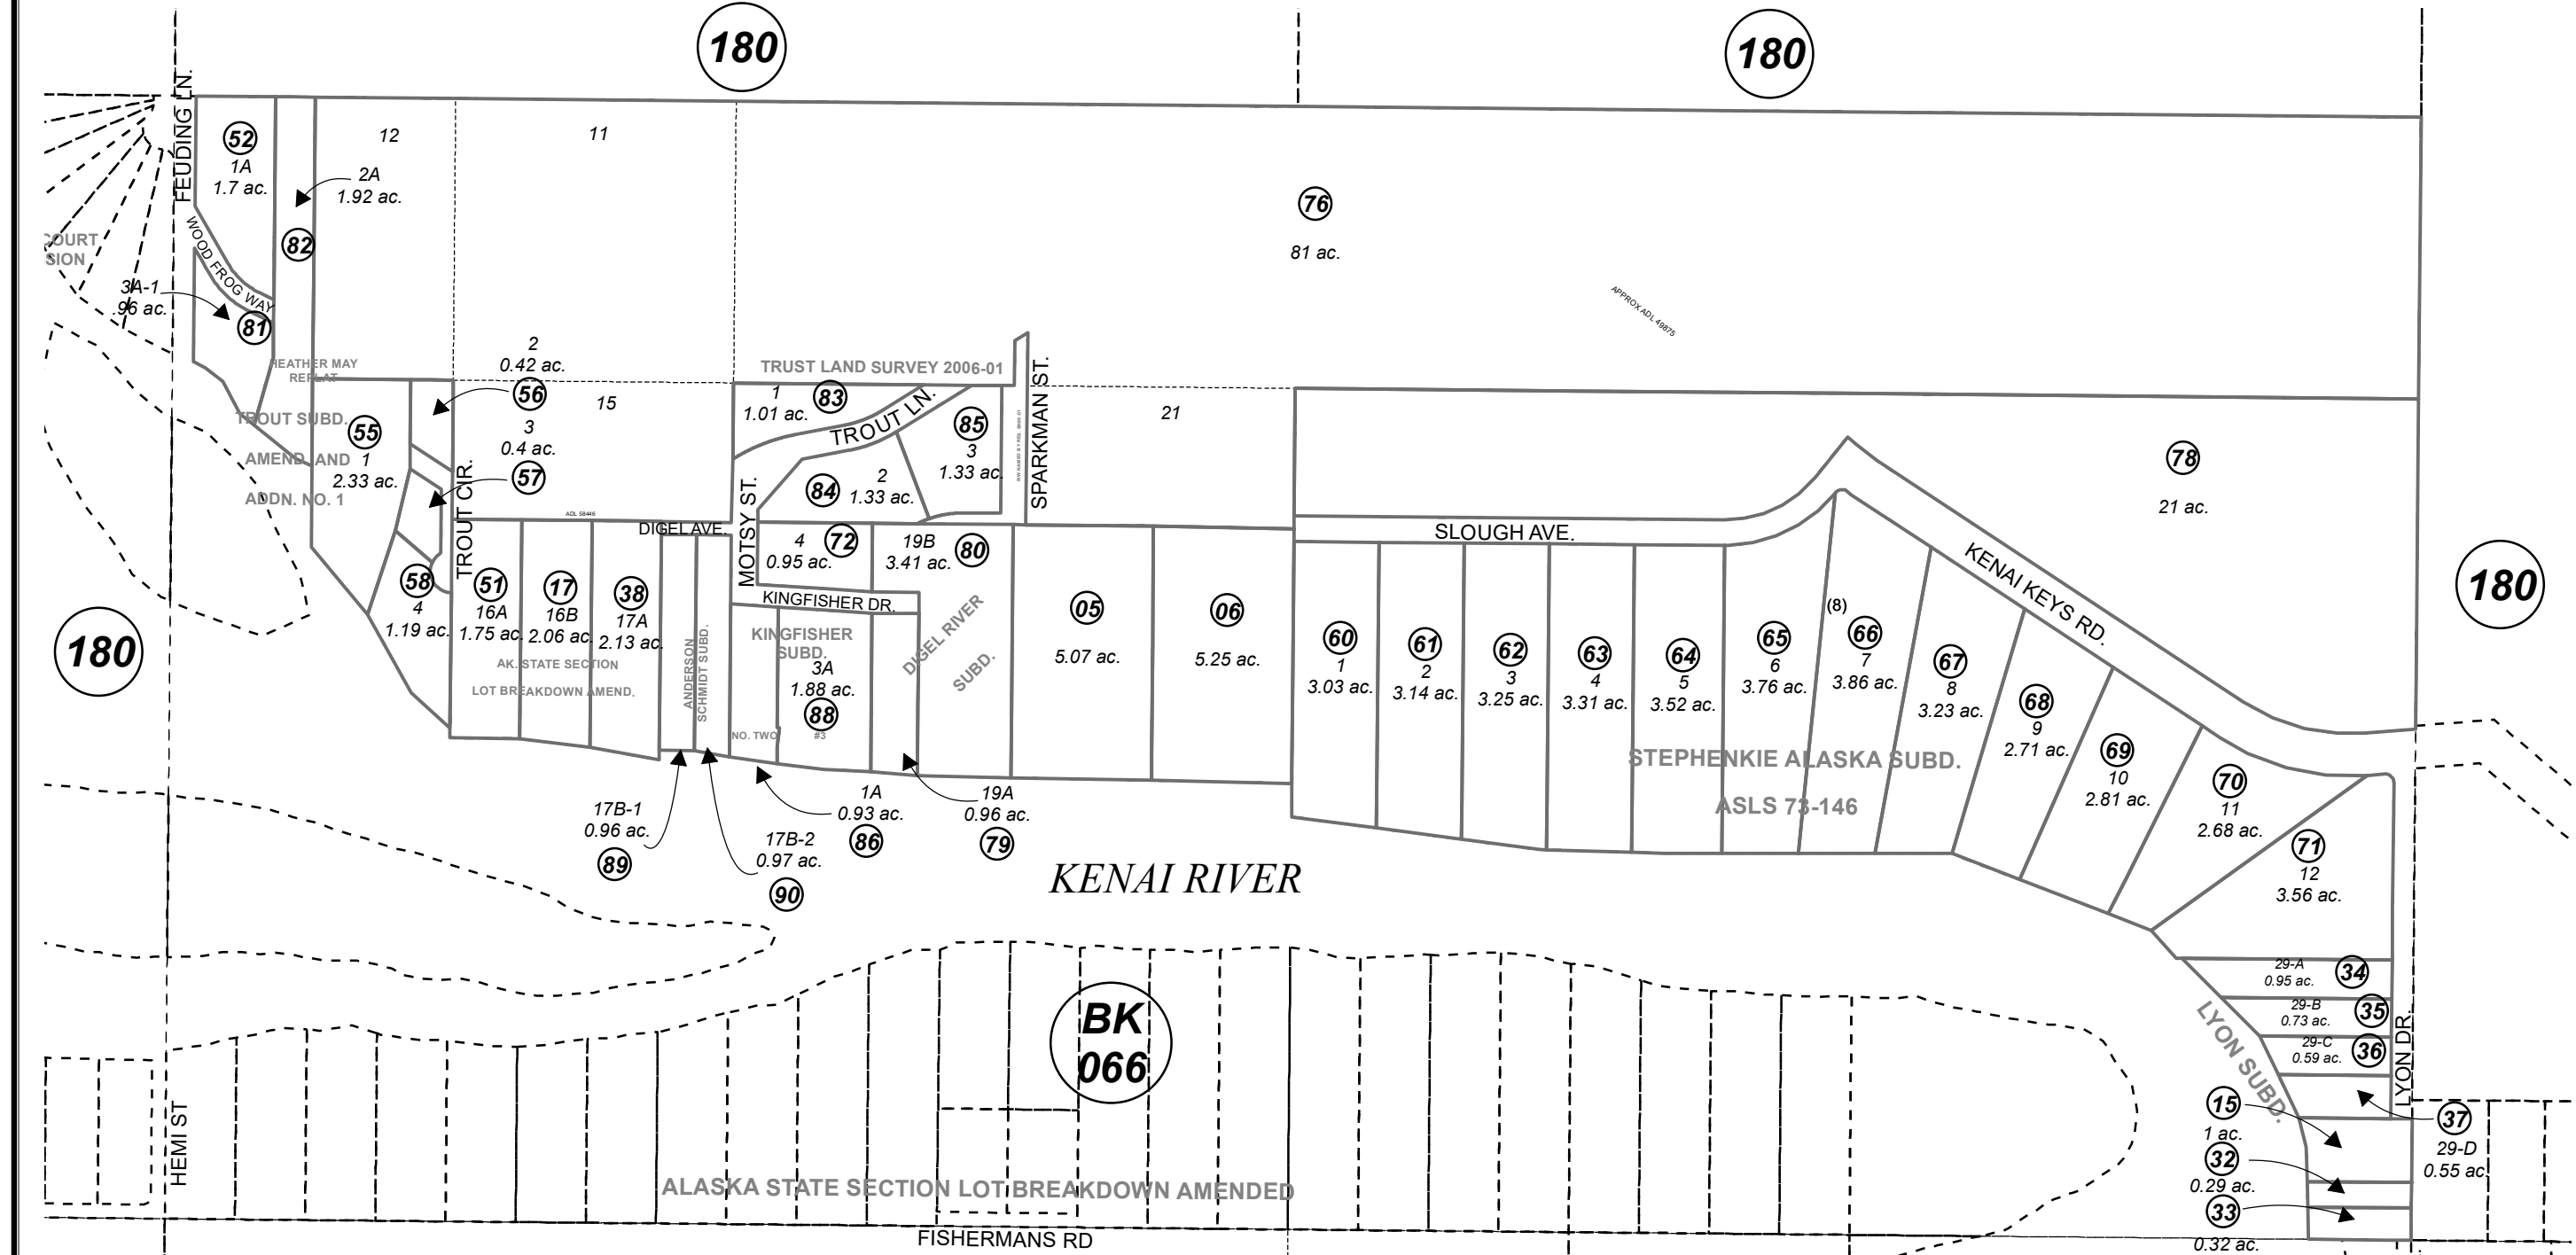 180
180
FEUDING LN.
52
1A
1.7 ac.
12
11
2A
1.92 ac.
82
76
81 ac.
COURT
SION
WOOD FROG WAY
3A-1
.96 ac.
81
APPROX ADL 49875
HEATHER MAY
REPLAT
2
0.42 ac.
56
3
0.4 ac.
57
15
TRUST LAND SURVEY 2006-01
1
1.01 ac.
83
TROUT LN.
85
3
1.33 ac.
84
2
1.33 ac.
SPARKMAN ST.
21
78
21 ac.
TROUT SUBD.
AMEND. AND
ADDN. NO. 1
55
1
2.33 ac.
TROUT CIR.
ADL 58446
DIGEL AVE.
MOTSY ST.
4
0.95 ac.
72
19B
3.41 ac.
80
SLOUGH AVE.
KENAI KEYS RD.
180
180
58
4
1.19 ac.
51
16A
1.75 ac.
17
16B
2.06 ac.
38
17A
2.13 ac.
AK. STATE SECTION
LOT BREAKDOWN AMEND.
ANDERSON
SCHMIDT SUBD.
KINGFISHER DR.
KINGFISHER
SUBD.
3A
1.88 ac.
88
NO. TWO
#3
DIGEL RIVER
SUBD.
05
5.07 ac.
06
5.25 ac.
60
1
3.03 ac.
61
2
3.14 ac.
62
3
3.25 ac.
63
4
3.31 ac.
64
5
3.52 ac.
65
6
3.76 ac.
(8)
66
7
3.86 ac.
67
8
3.23 ac.
68
9
2.71 ac.
69
10
2.81 ac.
70
11
2.68 ac.
71
12
3.56 ac.
STEPHENKIE ALASKA SUBD.
ASLS 73-146
17B-1
0.96 ac.
89
17B-2
0.97 ac.
90
1A
0.93 ac.
86
19A
0.96 ac.
79
KENAI RIVER
BK
066
29-A
0.95 ac.
34
29-B
0.73 ac.
35
29-C
0.59 ac.
36
LYON SUBD.
LYON DR.
15
1 ac.
32
0.29 ac.
33
0.32 ac.
37
29-D
0.55 ac.
HEMI ST
ALASKA STATE SECTION LOT BREAKDOWN AMENDED
FISHERMANS RD